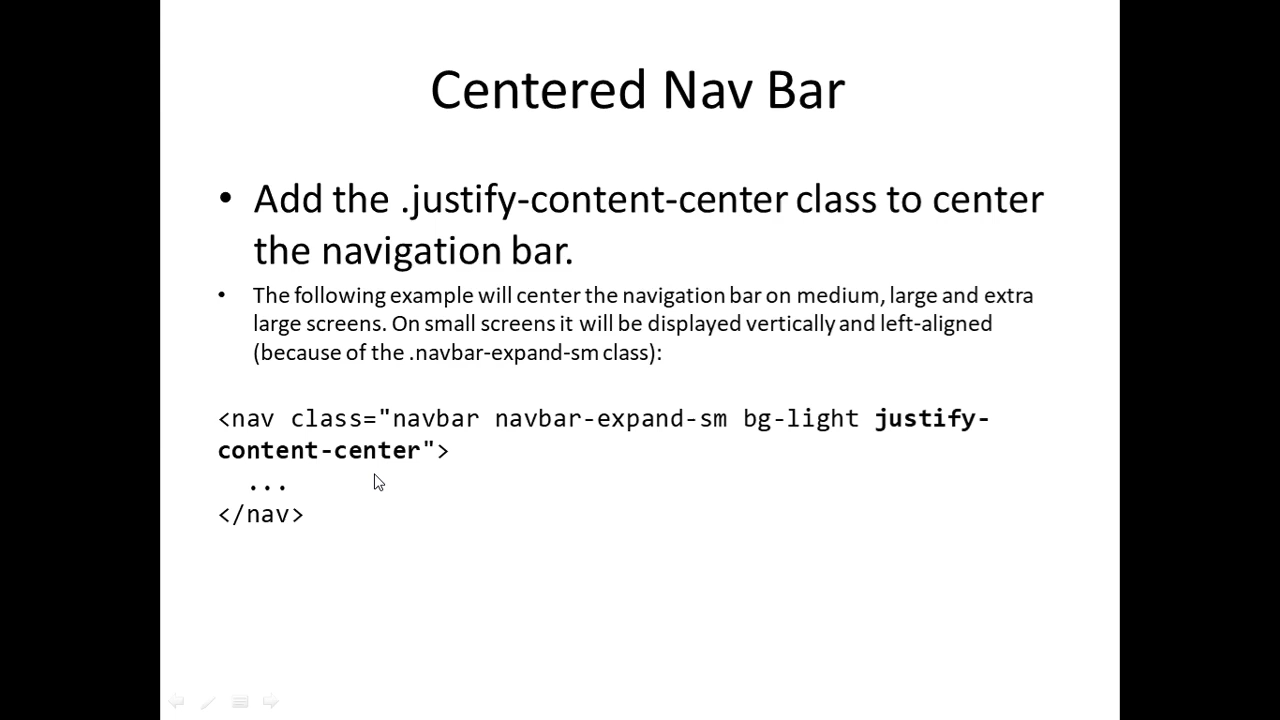 Centered Nav Bar
• Add the .justify-content-center class to center
the navigation bar.
• The following example will center the navigation bar on medium, large and extra
large screens. On small screens it will be displayed vertically and left-aligned
(because of the .navbar-expand-sm class):
<nav class="navbar navbar-expand-sm bg-light justify-
content-center">
  ...
</nav>